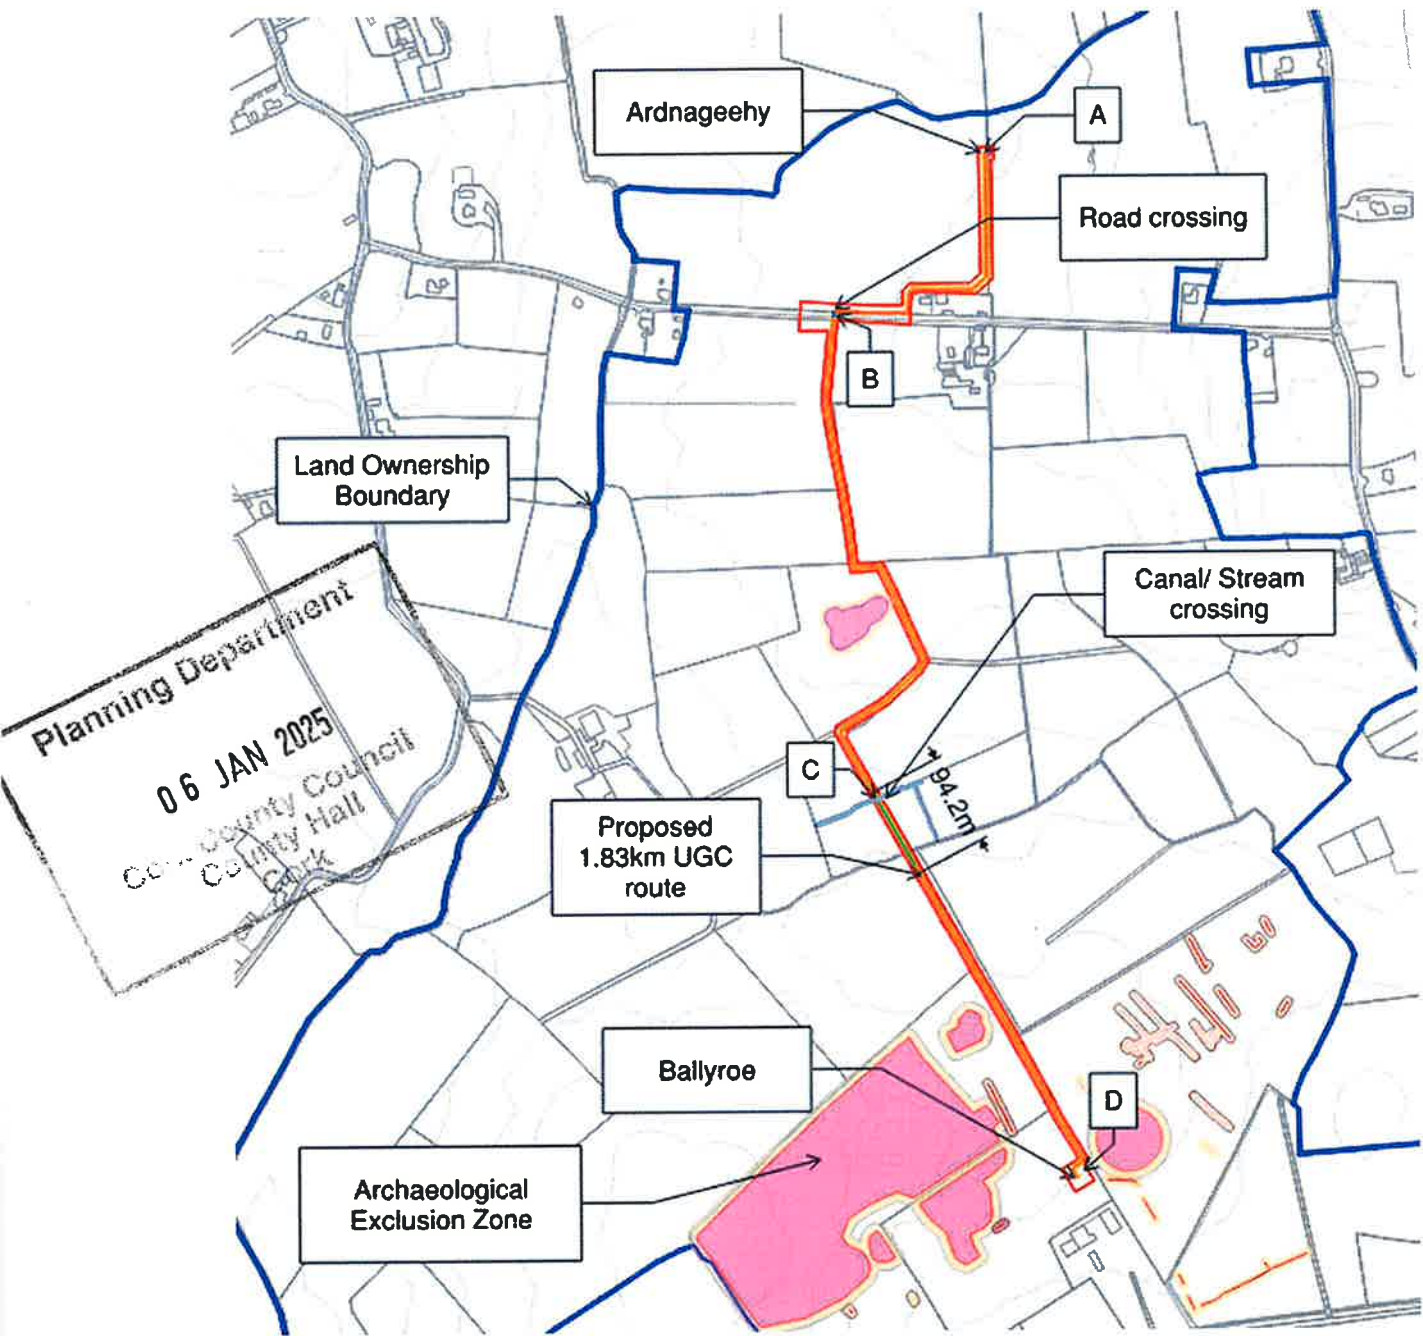 Ardnageehy
A
Road crossing
B
Land Ownership
Boundary
Canal/ Stream
crossing
Planning Department
06 JAN 2025
County Council
County Hall
Cork
C
94.2m
Proposed
1.83km UGC
route
Ballyroe
D
Archaeological
Exclusion Zone